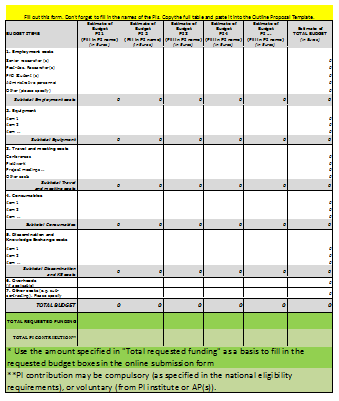 Fill out this form. Don't forget to fill in the names of the PIs. Copy the full table and paste it into the Outline Proposal Template.
BUDGET ITEMS Estimate of Budget PI 1 (Fill in PI name) (in Euros) Estimate of Budget PI 2 (Fill in PI name) (in Euros) Estimate of Budget PI 3 (Fill in PI name) (in Euros) Estimate of Budget PI 4 (Fill in PI name) (in Euros) Estimate of Budget PI ... (Fill in PI name) (in Euros) Estimate of TOTAL BUDGET (in Euros)
1. Employment costs
Senior researcher(s) 0
Postdoc. Researcher(s) 0
PhD Student(s) 0
Administrative personnel 0
Other (please specify) 0
Subtotal Employment costs 0 0 0 0 0 0
2. Equipment
Item 1 0
Item 2 0
Item ... 0
Subtotal Equipment 0 0 0 0 0 0
3. Travel and meeting costs
Conferences 0
Fieldwork 0
Project meetings... 0
Other costs 0
Subtotal Travel
and meeting costs 0 0 0 0 0 0
4. Consumables
Item 1 0
Item 2 0
Item ... 0
Subtotal Consumables 0 0 0 0 0 0
5. Dissemination and
Knowledge Exchange costs
Item 1 0
Item 2 0
Item ... 0
Subtotal Dissemination
and KE costs 0 0 0 0 0 0
6. Overheads
(if applicable) 0
7. Other costs (e.g. sub-
contracting). Please specify 0
TOTAL BUDGET 0 0 0 0 0 0
TOTAL REQUESTED FUNDING
TOTAL PI CONTRIBUTION**
* Use the amount specified in "Total requested funding" as a basis to fill in the
requested budget boxes in the online submission form
**PI contribution may be compulsory (as specified in the national eligibility
requirements), or voluntary (from PI institute or AP(s)).